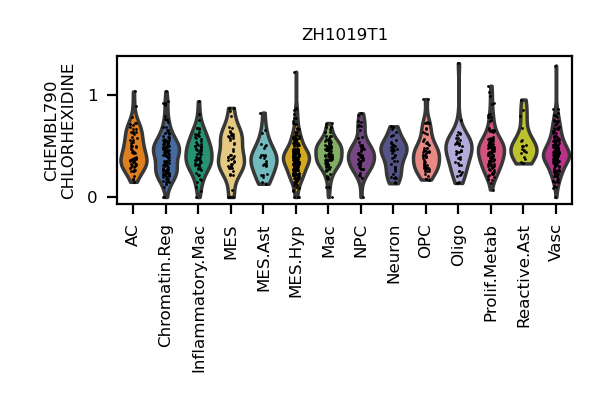 ZH1019T1
CHEMBL790
CHLORHEXIDINE
1
0
AC
Chromatin.Reg
Inflammatory.Mac
MES
MES.Ast
MES.Hyp
Mac
NPC
Neuron
OPC
Oligo
Prolif.Metab
Reactive.Ast
Vasc